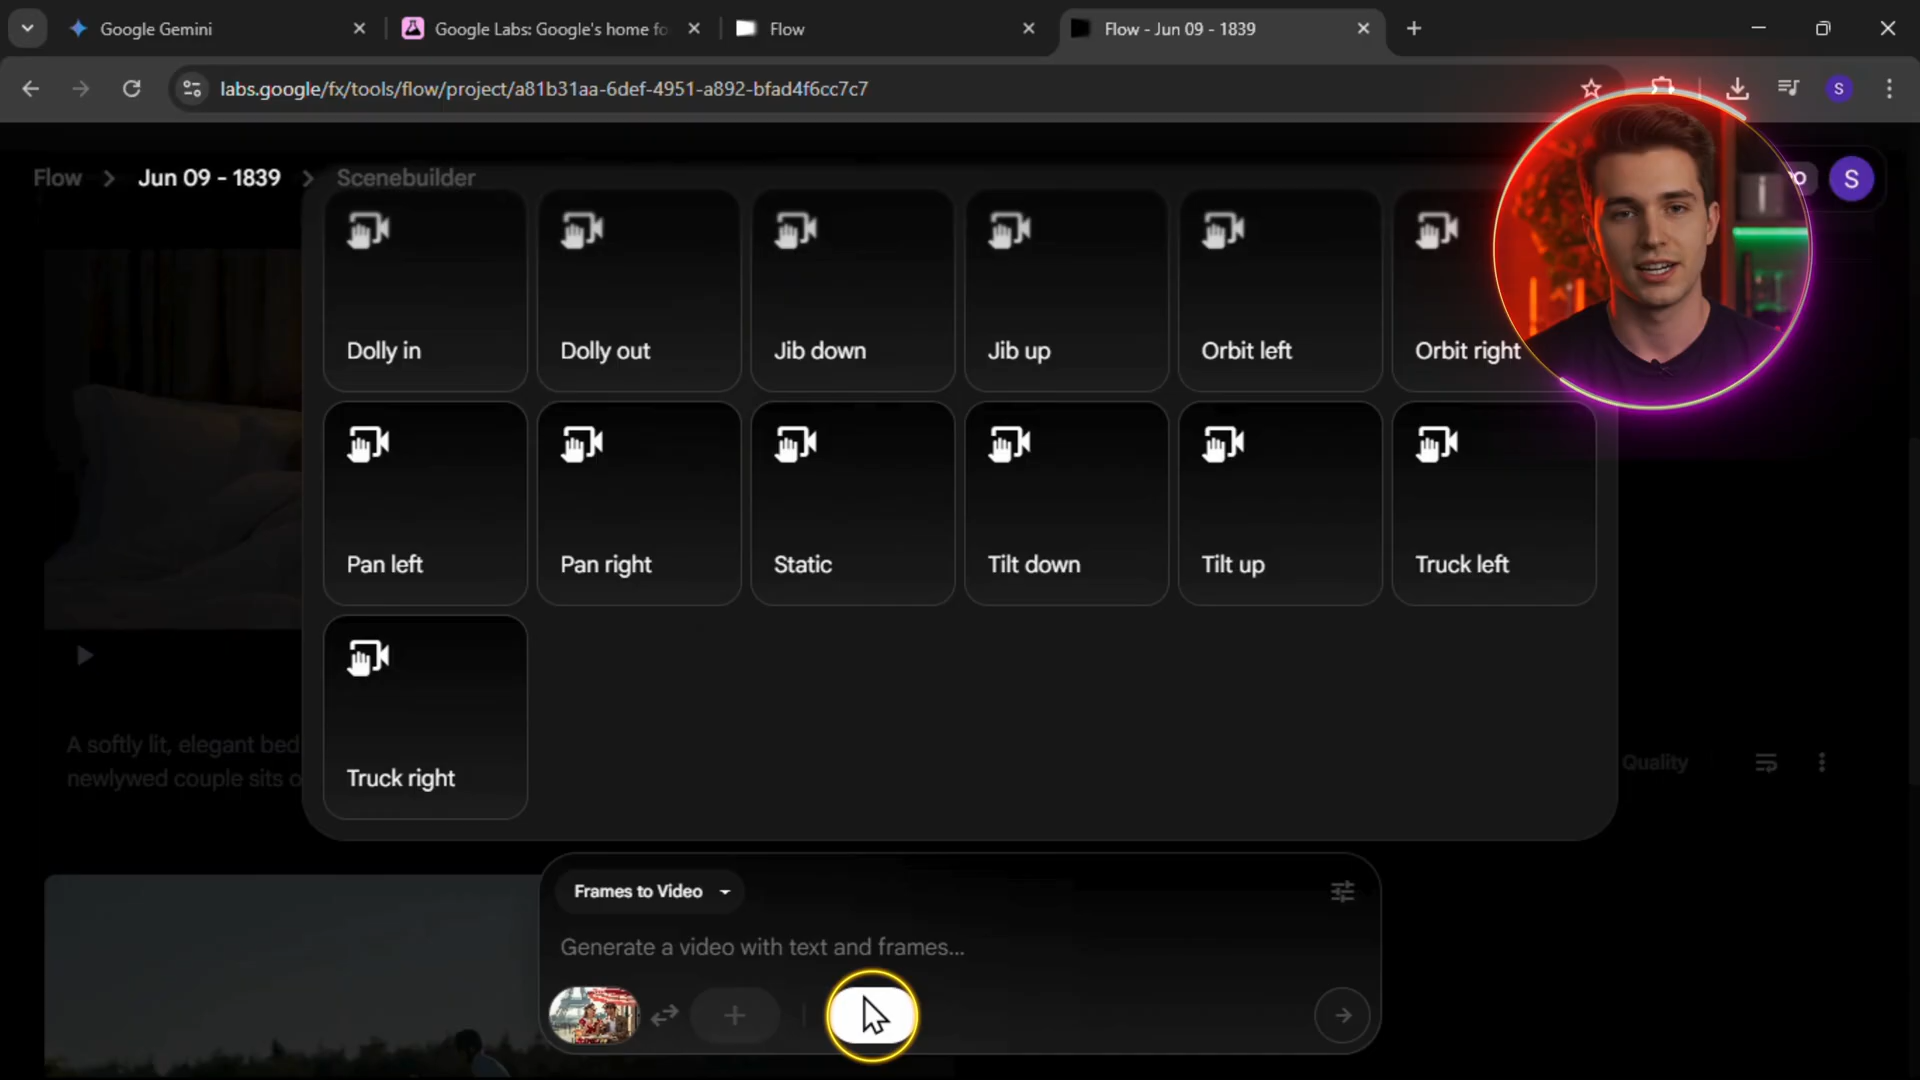 Google Gemini
Google Labs: Google's home fo
Flow
Flow - Jun 09 - 1839
labs.google/fx/tools/flow/project/a81b31aa-6def-4951-a892-bfad4f6cc7c7
S
Flow > Jun 09 - 1839 > Scenebuilder
S
Dolly in
Dolly out
Jib down
Jib up
Orbit left
Orbit right
Pan left
Pan right
Static
Tilt down
Tilt up
Truck left
Truck right
A softly lit, elegant bed
newlywed couple sits o
Quality
Frames to Video
Generate a video with text and frames...